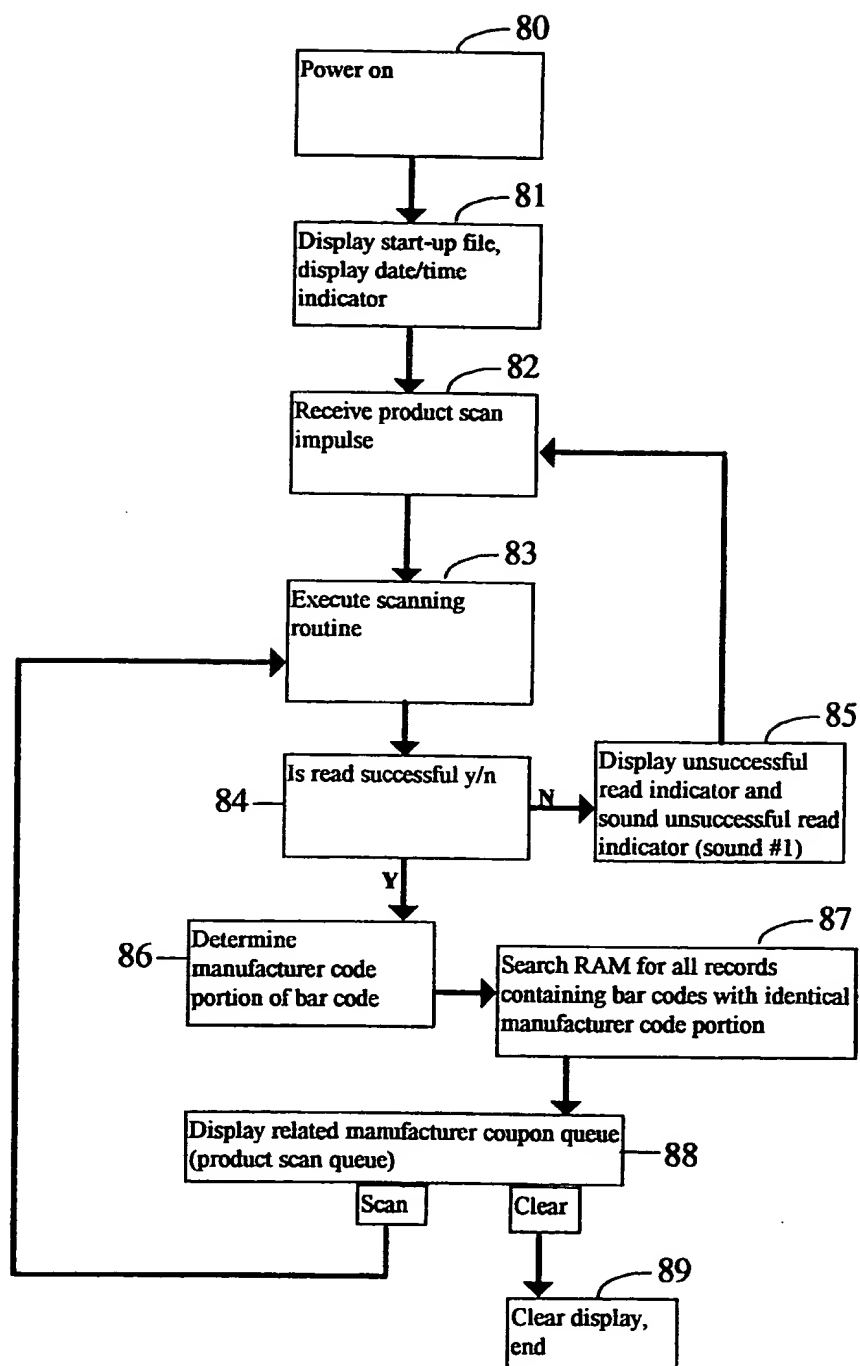 80
Power on
81
Display start-up file,
display date/time
indicator
82
Receive product scan
impulse
83
Execute scanning
routine
84
Is read successful y/n
N
Y
85
Display unsuccessful
read indicator and
sound unsuccessful read
indicator (sound #1)
86
Determine
manufacturer code
portion of bar code
87
Search RAM for all records
containing bar codes with identical
manufacturer code portion
Display related manufacturer coupon queue
(product scan queue)
88
Scan
Clear
89
Clear display,
end